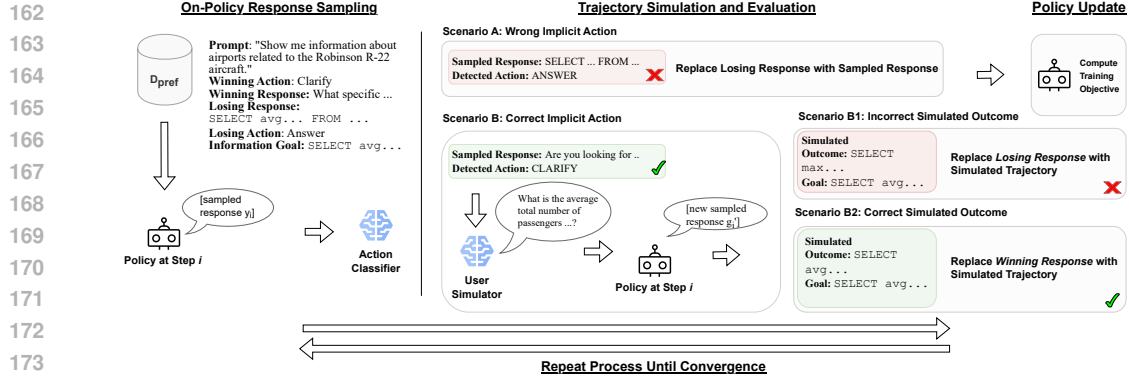 162
163
164
165
166
167
168
169
170
171
172
173
On-Policy Response Sampling
D_pref
Prompt: "Show me information about
airports related to the Robinson R-22
aircraft."
Winning Action: Clarify
Winning Response: What specific ...
Losing Response:
SELECT avg... FROM ...
Losing Action: Answer
Information Goal: SELECT avg...
[sampled
response y_i]
Policy at Step i
Action
Classifier
Trajectory Simulation and Evaluation
Scenario A: Wrong Implicit Action
Sampled Response: SELECT ... FROM ...
Detected Action: ANSWER
Replace Losing Response with Sampled Response
Scenario B: Correct Implicit Action
Sampled Response: Are you looking for ..
Detected Action: CLARIFY
What is the average
total number of
passengers ...?
User
Simulator
[new sampled
response g_i']
Policy at Step i
Policy Update
Compute
Training
Objective
Scenario B1: Incorrect Simulated Outcome
Simulated
Outcome: SELECT
max...
Goal: SELECT avg...
Replace Losing Response with
Simulated Trajectory
Scenario B2: Correct Simulated Outcome
Simulated
Outcome: SELECT
avg...
Goal: SELECT avg...
Replace Winning Response with
Simulated Trajectory
Repeat Process Until Convergence